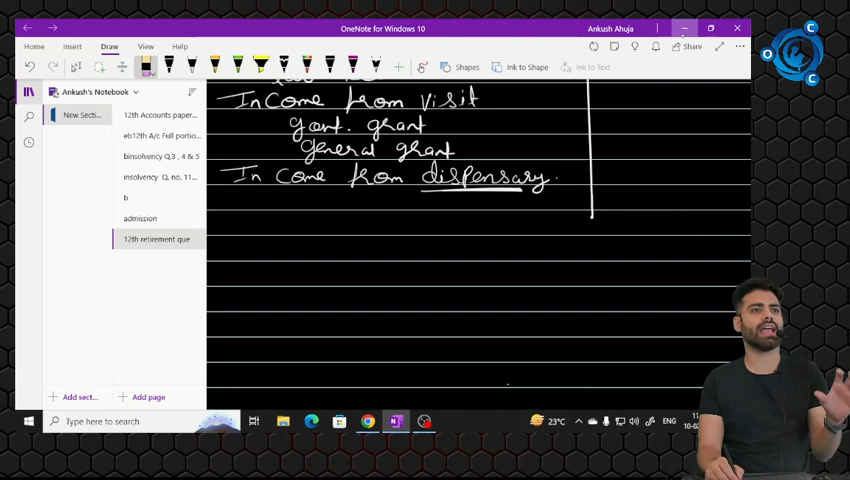 OneNote for Windows 10
Ankush Ahuja
Home Insert Draw View Help
Share
Shapes
Ink to Shape
Ink to Text
Ankush's Notebook
New Secti...
12th Accounts paper...
eb12th A/c Full portio...
binsolvency Q.3 , 4 & 5
insolvency Q. no. 11...
b
admission
12th retirement que
Income from visit
govt. grant
General grant
In come from dispensary.
Add sect...
Add page
Type here to search
23°C
ENG
C
O
C